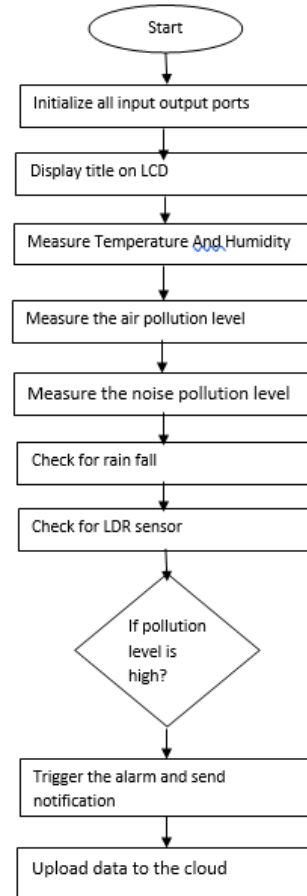 Start
Initialize all input output ports
Display title on LCD
Measure Temperature And Humidity
Measure the air pollution level
Measure the noise pollution level
Check for rain fall
Check for LDR sensor
If pollution
level is
high?
Trigger the alarm and send
notification
Upload data to the cloud